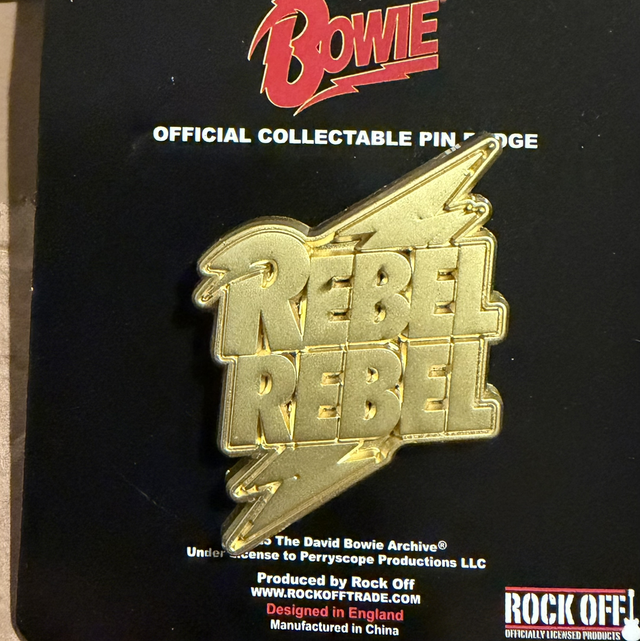 BOWIE
OFFICIAL COLLECTABLE PIN
REBEL
REBEL
The David Bowie Archive®
Under License to Perryscope Productions LLC
Produced by Rock Off
WWW.ROCKOFFTRADE.COM
Designed in England
Manufactured in China
ROCK OFF!
OFFICIALLY LICENSED PRODUCTS